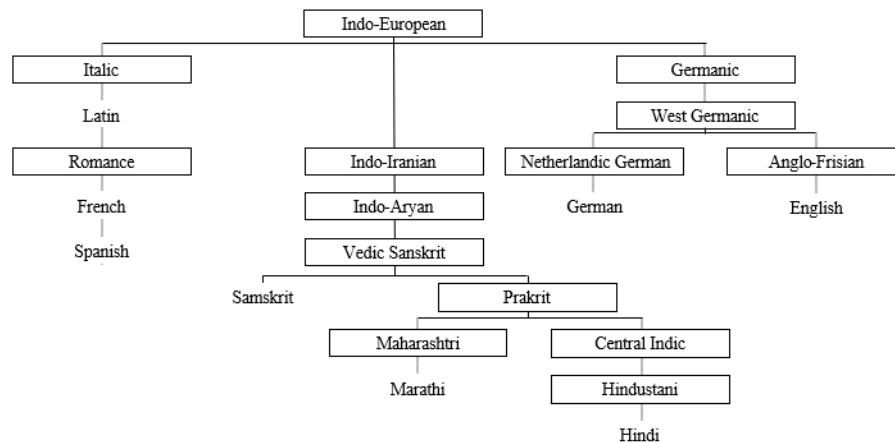 Indo-European
Italic
Germanic
Latin
West Germanic
Romance
Indo-Iranian
Netherlandic German
Anglo-Frisian
French
Indo-Aryan
German
English
Spanish
Vedic Sanskrit
Samskrit
Prakrit
Maharashtri
Central Indic
Marathi
Hindustani
Hindi